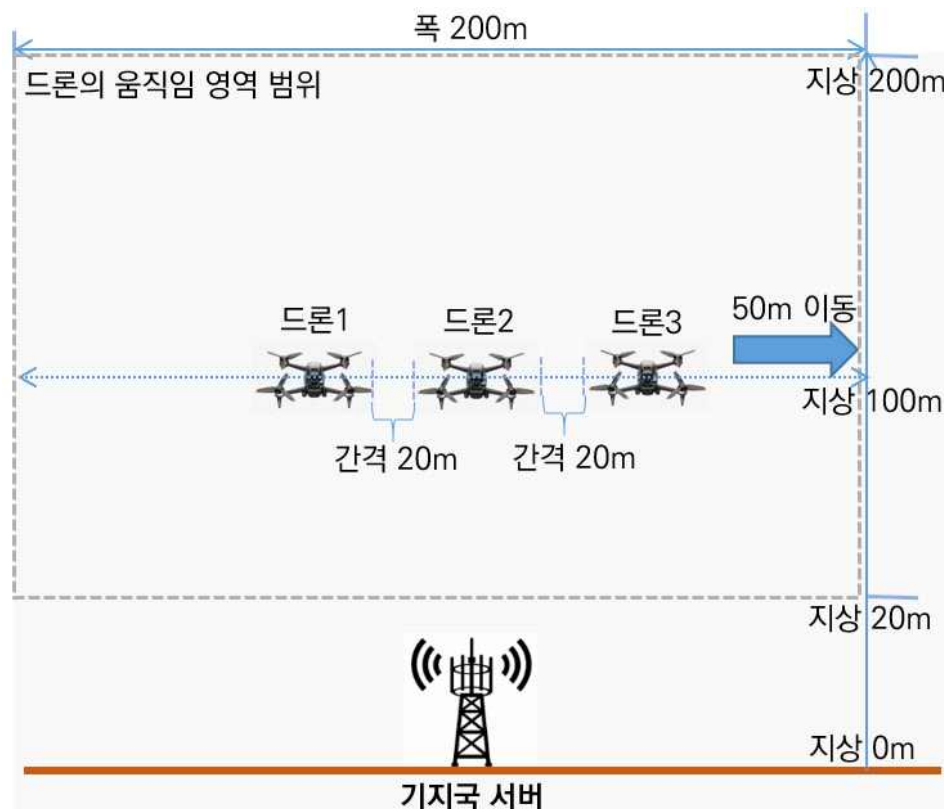 폭 200m
드론의 움직임 영역 범위
지상 200m
드론1
드론2
드론3
50m 이동
지상 100m
간격 20m
간격 20m
지상 20m
지상 0m
기지국 서버